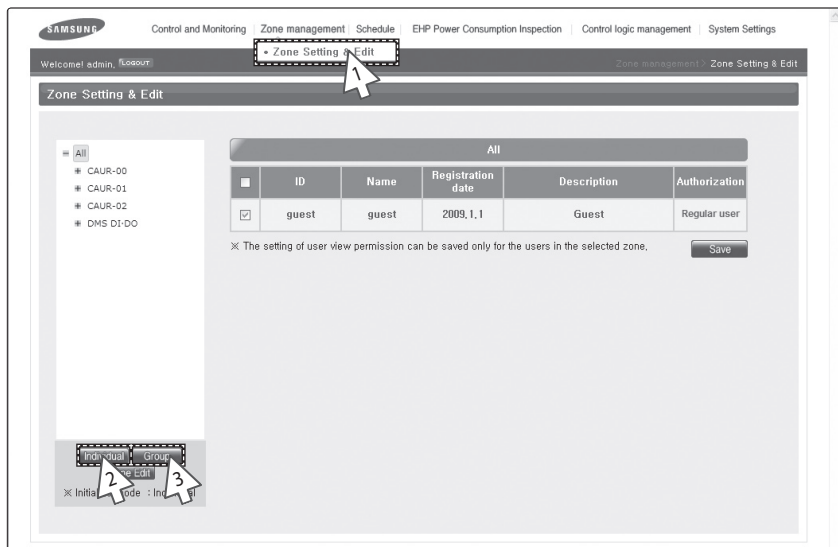 SAMSUNG
Control and Monitoring Zone management Schedule EHP Power Consumption Inspection Control logic management System Settings
• Zone Setting & Edit
1
Welcome! admin, LOGOUT
Zone management > Zone Setting & Edit
Zone Setting & Edit
All
CAUR-00
CAUR-01
CAUR-02
DMS DI-DO
All
ID Name Registration date Description Authorization
guest guest 2009.1.1 Guest Regular user
※ The setting of user view permission can be saved only for the users in the selected zone.
Save
Individual Group
Edit
2 3
※